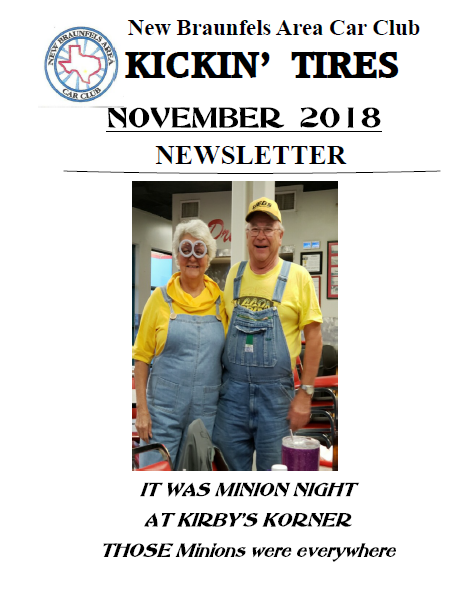 New Braunfels Area Car Club
NEW BRAUNFELS AREA
CAR CLUB
KICKIN' TIRES
NOVEMBER 2018
NEWSLETTER
UEBS
IT WAS MINION NIGHT
AT KIRBY'S KORNER
THOSE Minions were everywhere